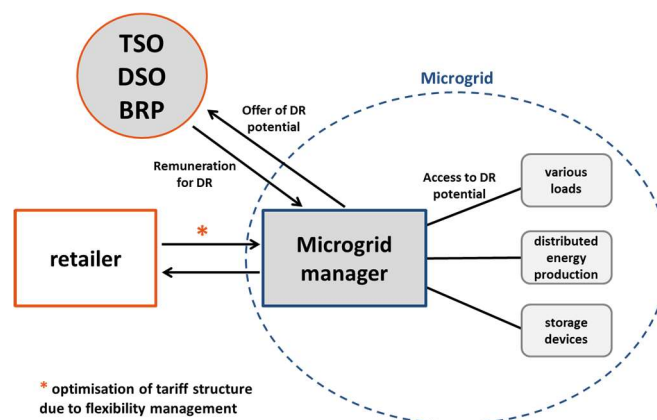 TSO
DSO
BRP
Microgrid
Offer of DR
potential
Remuneration
for DR
Access to DR
potential
various
loads
retailer
*
Microgrid
manager
distributed
energy
production
storage
devices
* optimisation of tariff structure
due to flexibility management